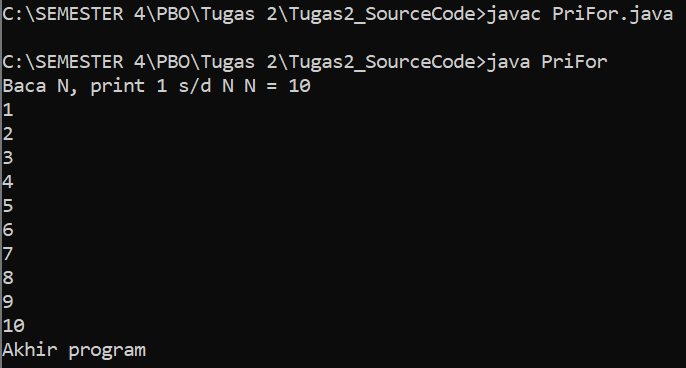 C:\SEMESTER 4\PBO\Tugas 2\Tugas2_SourceCode>javac PriFor.java
C:\SEMESTER 4\PBO\Tugas 2\Tugas2_SourceCode>java PriFor
Baca N, print 1 s/d N N = 10
1
2
3
4
5
6
7
8
9
10
Akhir program